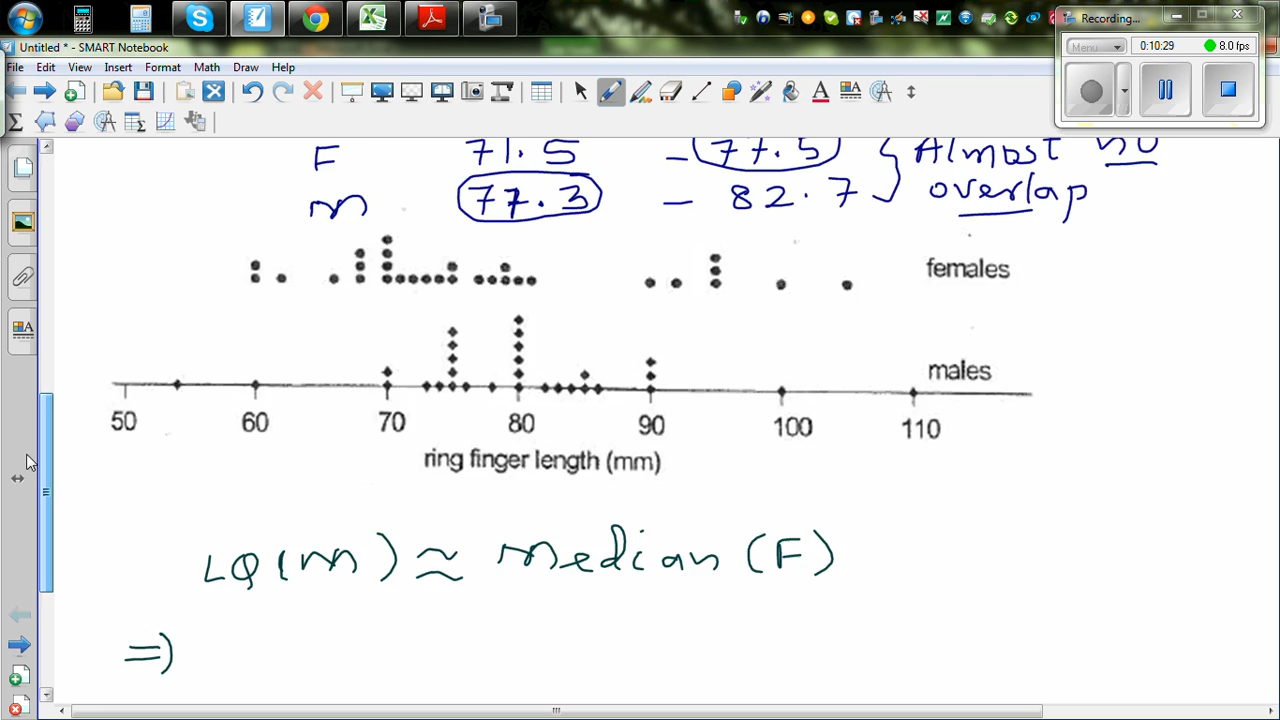 Recording...
Untitled * - SMART Notebook
Menu
0:10:29
8.0 fps
File Edit View Insert Format Math Draw Help
F 71.5 - 77.5 Almost no
m 77.3 - 82.7 overlap
females
males
50 60 70 80 90 100 110
ring finger length (mm)
LQ(m) ≈ median (F)
⇒